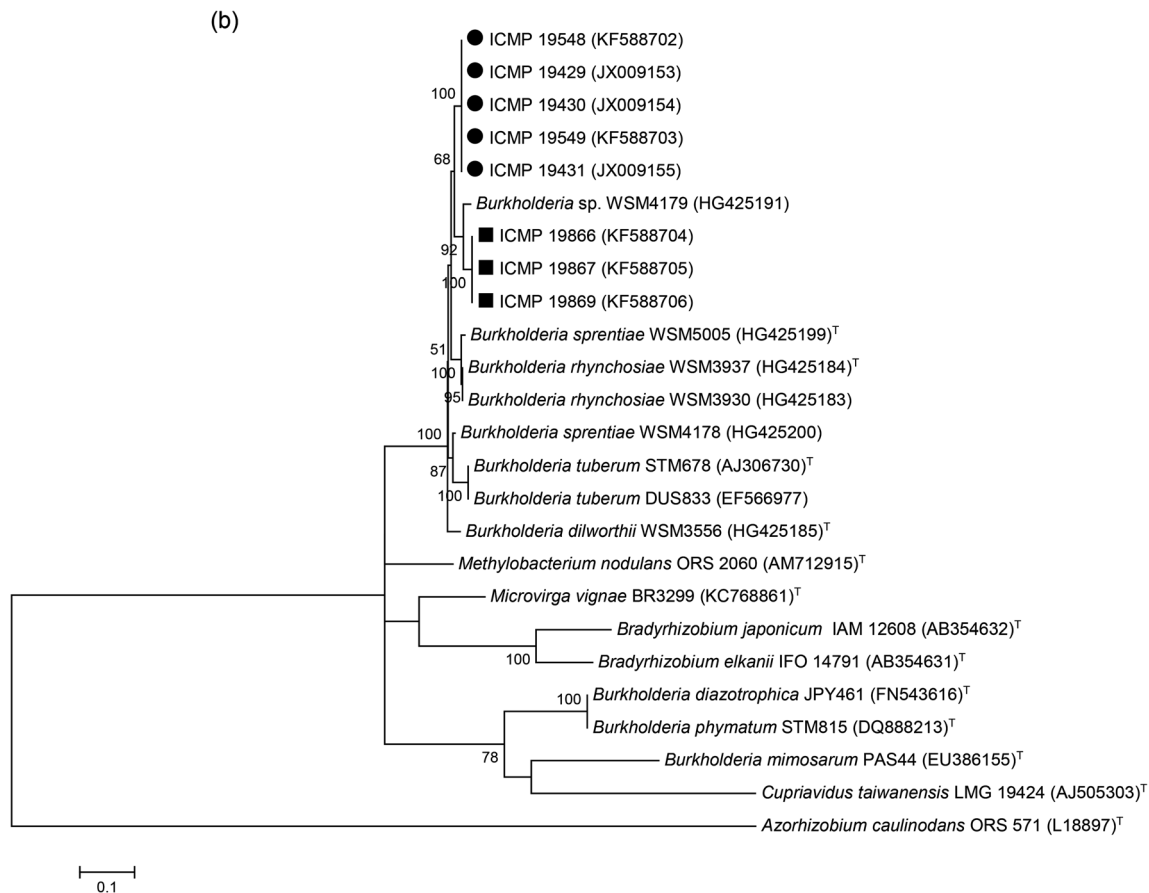 (b)
ICMP 19548 (KF588702)
ICMP 19429 (JX009153)
100
ICMP 19430 (JX009154)
ICMP 19549 (KF588703)
68
ICMP 19431 (JX009155)
Burkholderia sp. WSM4179 (HG425191)
ICMP 19866 (KF588704)
92
ICMP 19867 (KF588705)
100
ICMP 19869 (KF588706)
Burkholderia sprentiae WSM5005 (HG425199)T
51
Burkholderia rhynchosiae WSM3937 (HG425184)T
100
95
Burkholderia rhynchosiae WSM3930 (HG425183)
100
Burkholderia sprentiae WSM4178 (HG425200)
Burkholderia tuberum STM678 (AJ306730)T
87
100
Burkholderia tuberum DUS833 (EF566977)
Burkholderia dilworthii WSM3556 (HG425185)T
Methylobacterium nodulans ORS 2060 (AM712915)T
Microvirga vignae BR3299 (KC768861)T
Bradyrhizobium japonicum IAM 12608 (AB354632)T
100
Bradyrhizobium elkanii IFO 14791 (AB354631)T
100
Burkholderia diazotrophica JPY461 (FN543616)T
Burkholderia phymatum STM815 (DQ888213)T
78
Burkholderia mimosarum PAS44 (EU386155)T
Cupriavidus taiwanensis LMG 19424 (AJ505303)T
Azorhizobium caulinodans ORS 571 (L18897)T
0.1